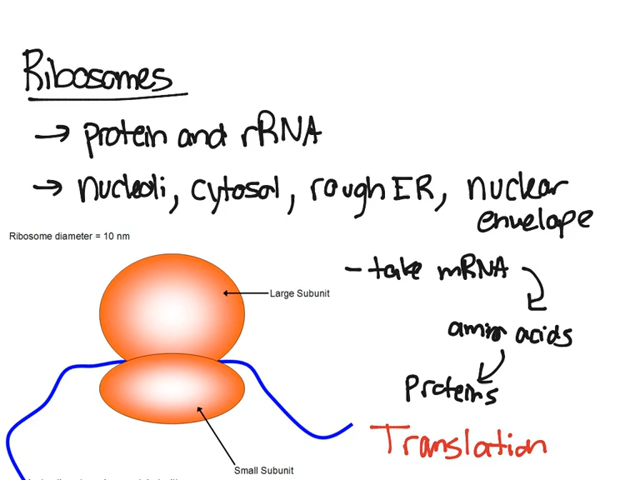 Ribosomes
→ protein and rRNA
→ nucleoli, cytosol, rough ER, nuclear
envelope
Ribosome diameter = 10 nm
Large Subunit
Small Subunit
- take mRNA
amino acids
Proteins
Translation